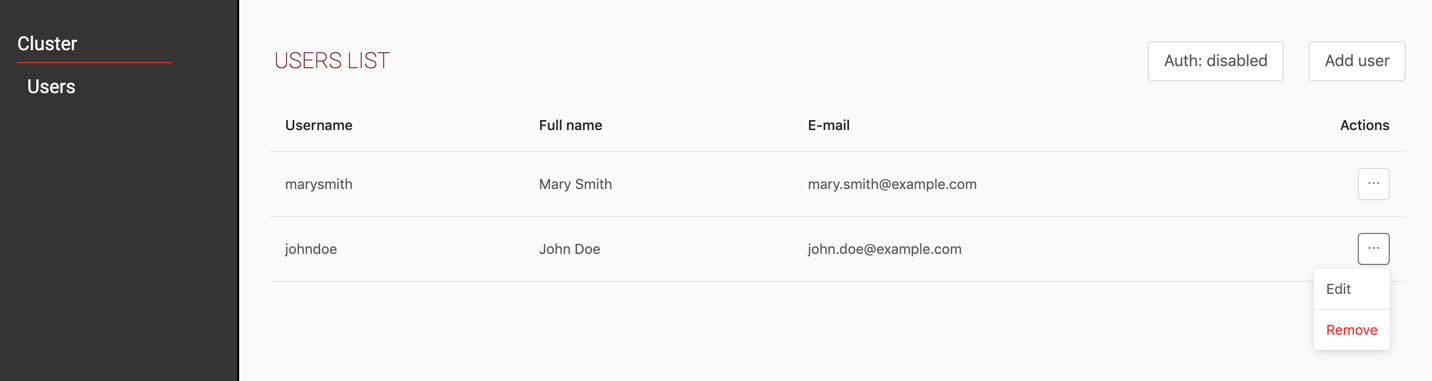 Cluster
Users
USERS LIST
Auth: disabled
Add user
Username Full name E-mail Actions
marysmith Mary Smith mary.smith@example.com ...
johndoe John Doe john.doe@example.com ...
Edit
Remove